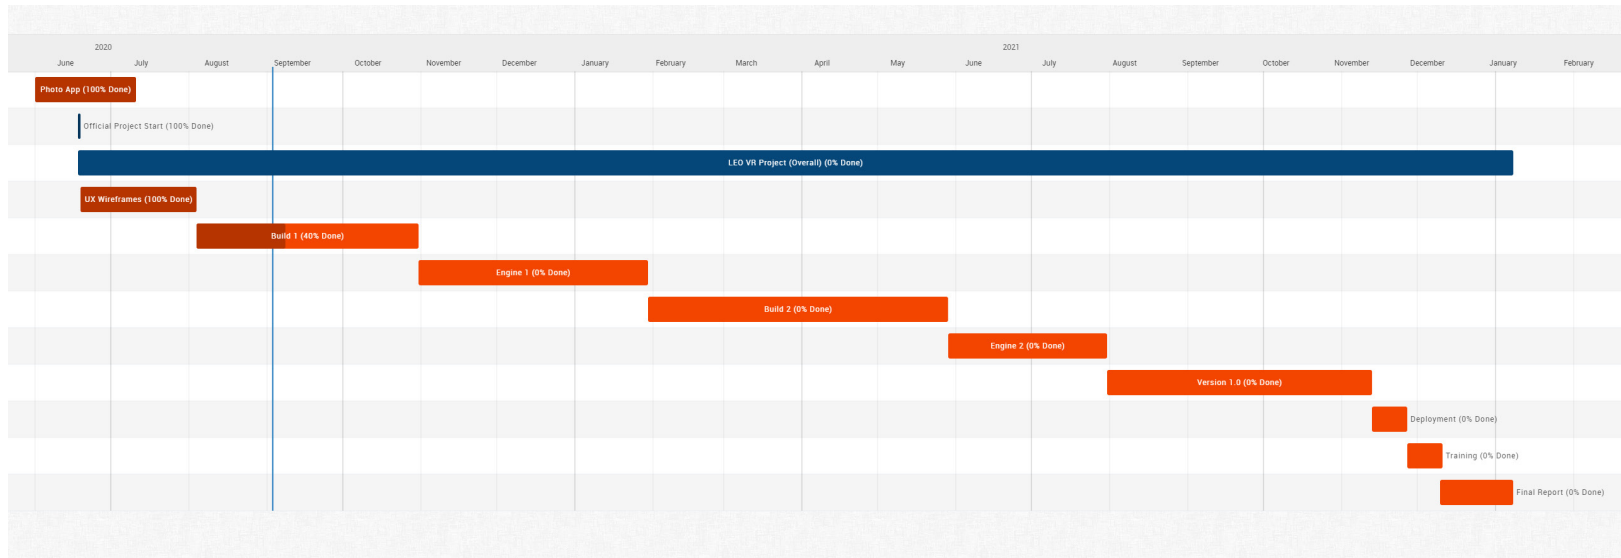 2020 2021
June July August September October November December January February March April May June July August September October November December January February
Photo App (100% Done)
Official Project Start (100% Done)
LEO VR Project (Overall) (0% Done)
UX Wireframes (100% Done)
Build 1 (40% Done)
Engine 1 (0% Done)
Build 2 (0% Done)
Engine 2 (0% Done)
Version 1.0 (0% Done)
Deployment (0% Done)
Training (0% Done)
Final Report (0% Done)